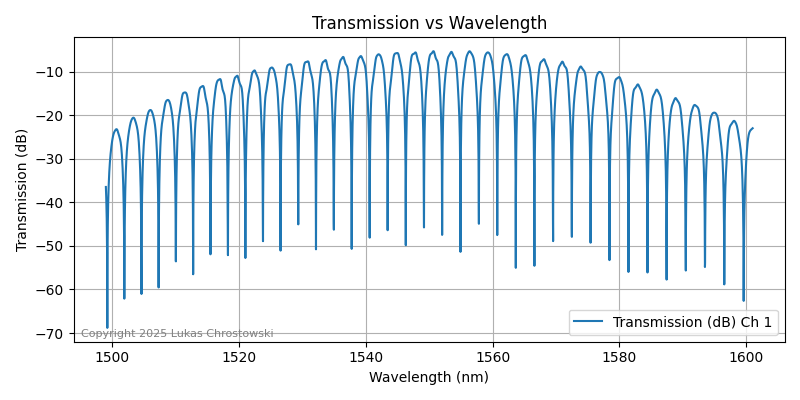 Transmission vs Wavelength
Transmission (dB)
−10
−20
−30
−40
−50
−60
−70
Copyright 2025 Lukas Chrostowski
Transmission (dB) Ch 1
1500 1520 1540 1560 1580 1600
Wavelength (nm)